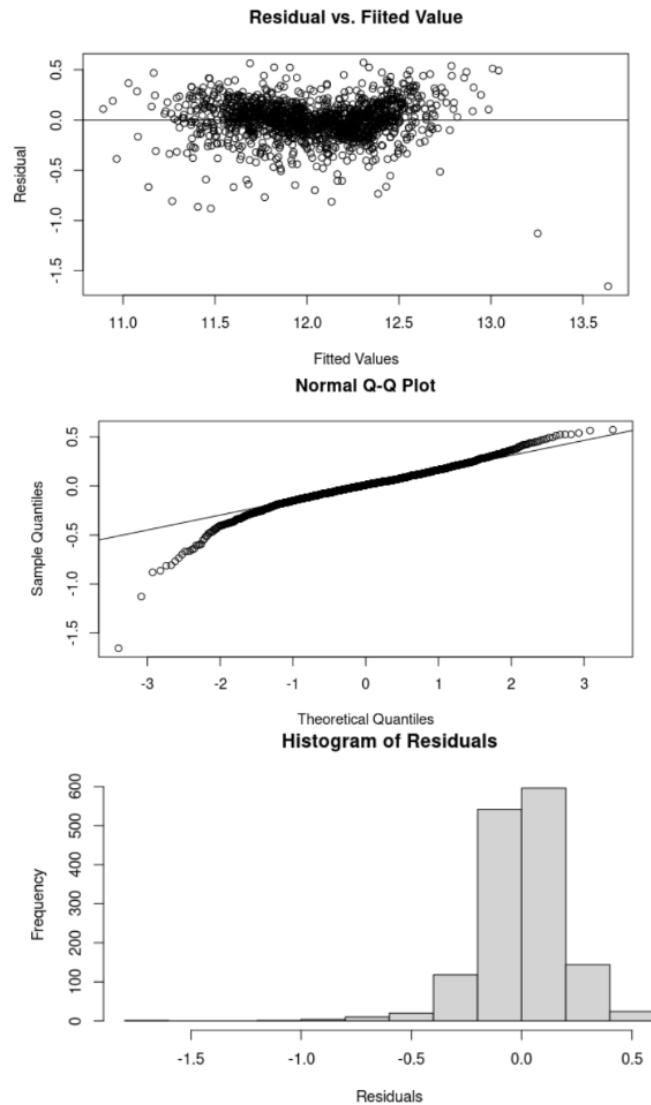 Residual vs. Fiited Value
Residual
0.5
0.0
-0.5
-1.0
-1.5
11.0 11.5 12.0 12.5 13.0 13.5
Fitted Values
Normal Q-Q Plot
Sample Quantiles
0.5
0.0
-0.5
-1.0
-1.5
-3 -2 -1 0 1 2 3
Theoretical Quantiles
Histogram of Residuals
Frequency
600
500
400
300
200
100
0
-1.5 -1.0 -0.5 0.0 0.5
Residuals